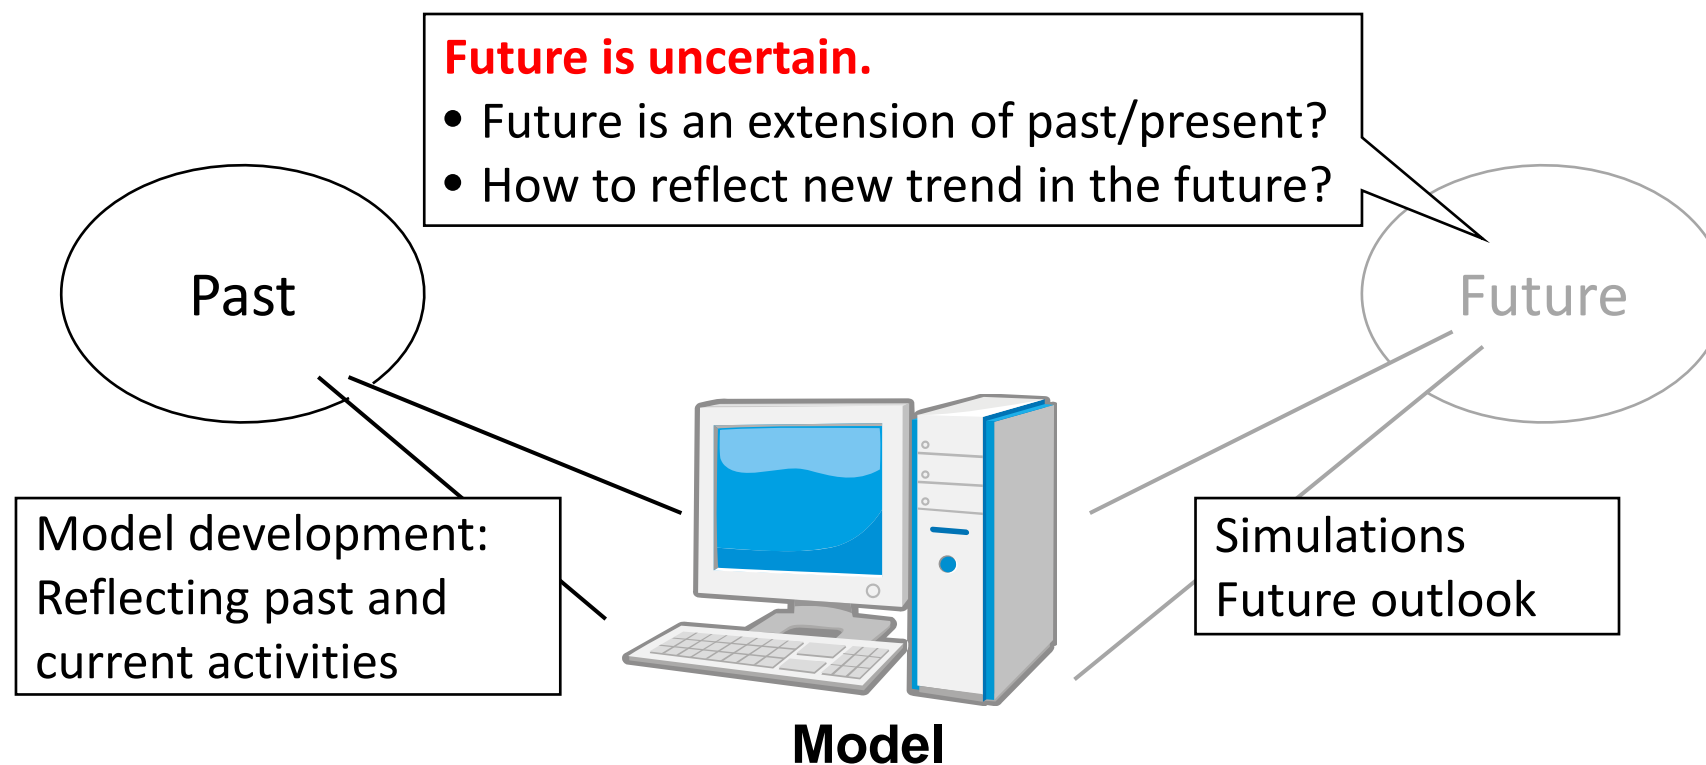 Future is uncertain.
• Future is an extension of past/present?
• How to reflect new trend in the future?
Past
Future
Model development:
Reflecting past and
current activities
Simulations
Future outlook
Model